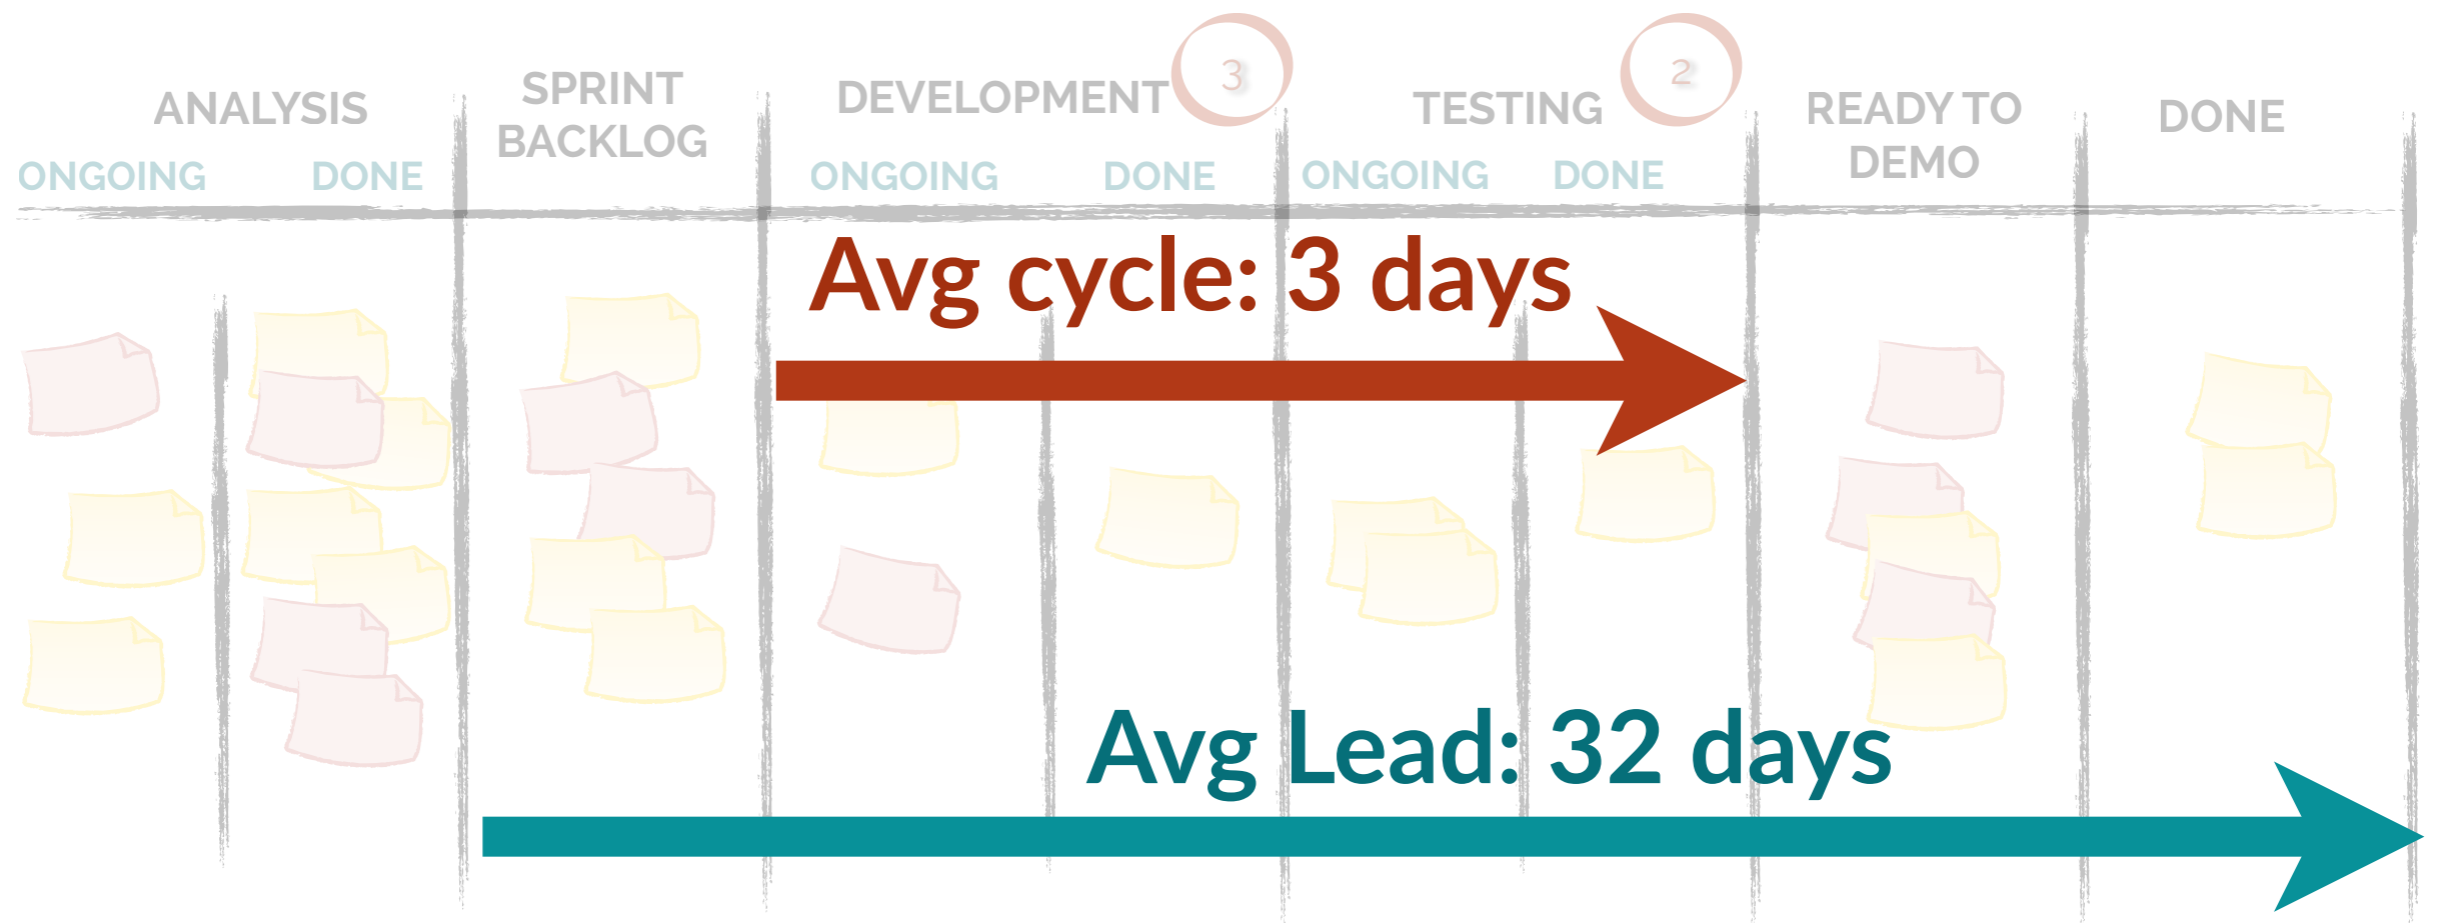 ANALYSIS
SPRINT
BACKLOG
DEVELOPMENT
3
TESTING
2
READY TO
DEMO
DONE
ONGOING
DONE
ONGOING
DONE
ONGOING
DONE
Avg cycle: 3 days
Avg Lead: 32 days